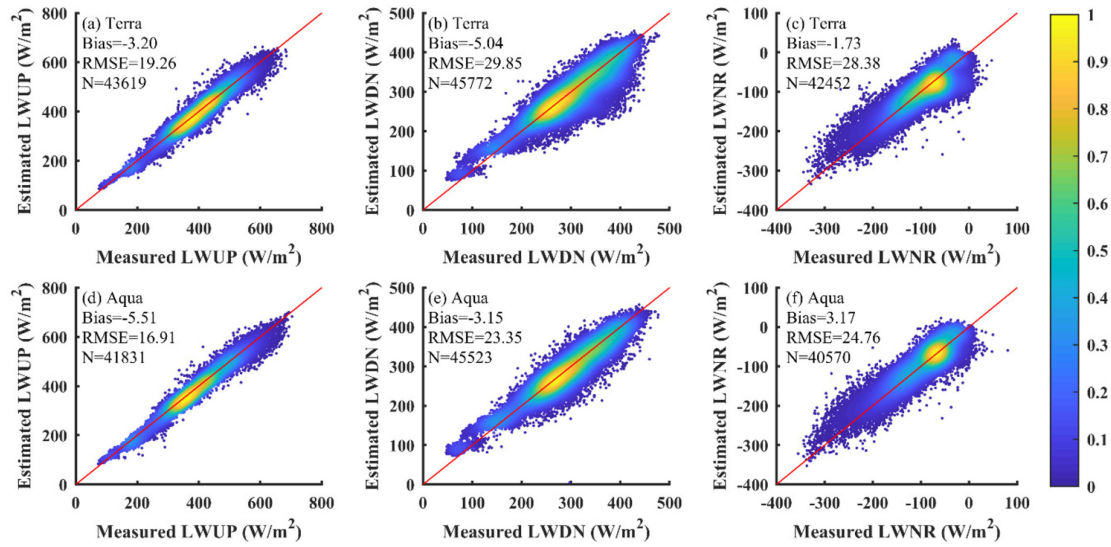 (a) Terra
Bias=-3.20
RMSE=19.26
N=43619
800
600
400
200
0
0 200 400 600 800
Estimated LWUP (W/m²)
Measured LWUP (W/m²)
(b) Terra
Bias=-5.04
RMSE=29.85
N=45772
500
400
300
200
100
0
0 100 200 300 400 500
Estimated LWDN (W/m²)
Measured LWDN (W/m²)
(c) Terra
Bias=-1.73
RMSE=28.38
N=42452
100
0
-100
-200
-300
-400
-400 -300 -200 -100 0 100
Estimated LWNR (W/m²)
Measured LWNR (W/m²)
(d) Aqua
Bias=-5.51
RMSE=16.91
N=41831
800
600
400
200
0
0 200 400 600 800
Estimated LWUP (W/m²)
Measured LWUP (W/m²)
(e) Aqua
Bias=-3.15
RMSE=23.35
N=45523
500
400
300
200
100
0
0 100 200 300 400 500
Estimated LWDN (W/m²)
Measured LWDN (W/m²)
(f) Aqua
Bias=3.17
RMSE=24.76
N=40570
100
0
-100
-200
-300
-400
-400 -300 -200 -100 0 100
Estimated LWNR (W/m²)
Measured LWNR (W/m²)
1
0.9
0.8
0.7
0.6
0.5
0.4
0.3
0.2
0.1
0